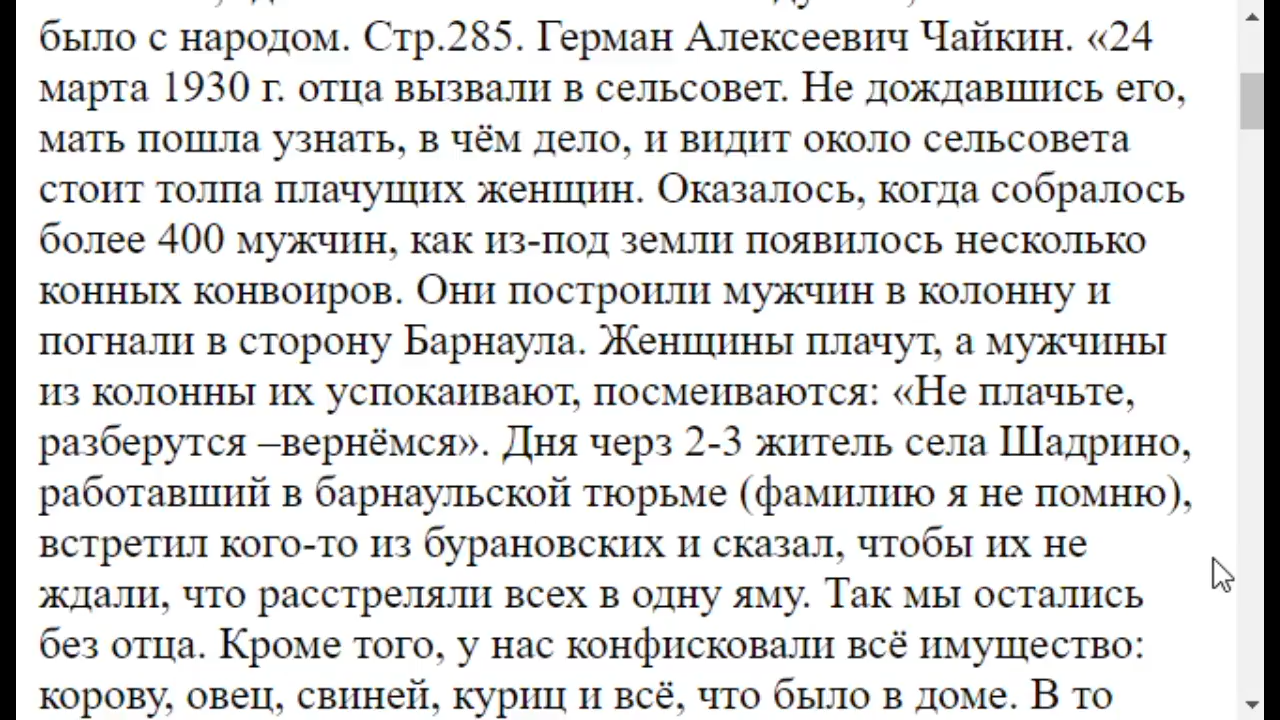 было с народом. Стр.285. Герман Алексеевич Чайкин. «24
марта 1930 г. отца вызвали в сельсовет. Не дождавшись его,
мать пошла узнать, в чём дело, и видит около сельсовета
стоит толпа плачущих женщин. Оказалось, когда собралось
более 400 мужчин, как из-под земли появилось несколько
конных конвоиров. Они построили мужчин в колонну и
погнали в сторону Барнаула. Женщины плачут, а мужчины
из колонны их успокаивают, посмеиваются: «Не плачьте,
разберутся –вернёмся». Дня черз 2-3 житель села Шадрино,
работавший в барнаульской тюрьме (фамилию я не помню),
встретил кого-то из бурановских и сказал, чтобы их не
ждали, что расстреляли всех в одну яму. Так мы остались
без отца. Кроме того, у нас конфисковали всё имущество:
корову, овец, свиней, куриц и всё, что было в доме. В то